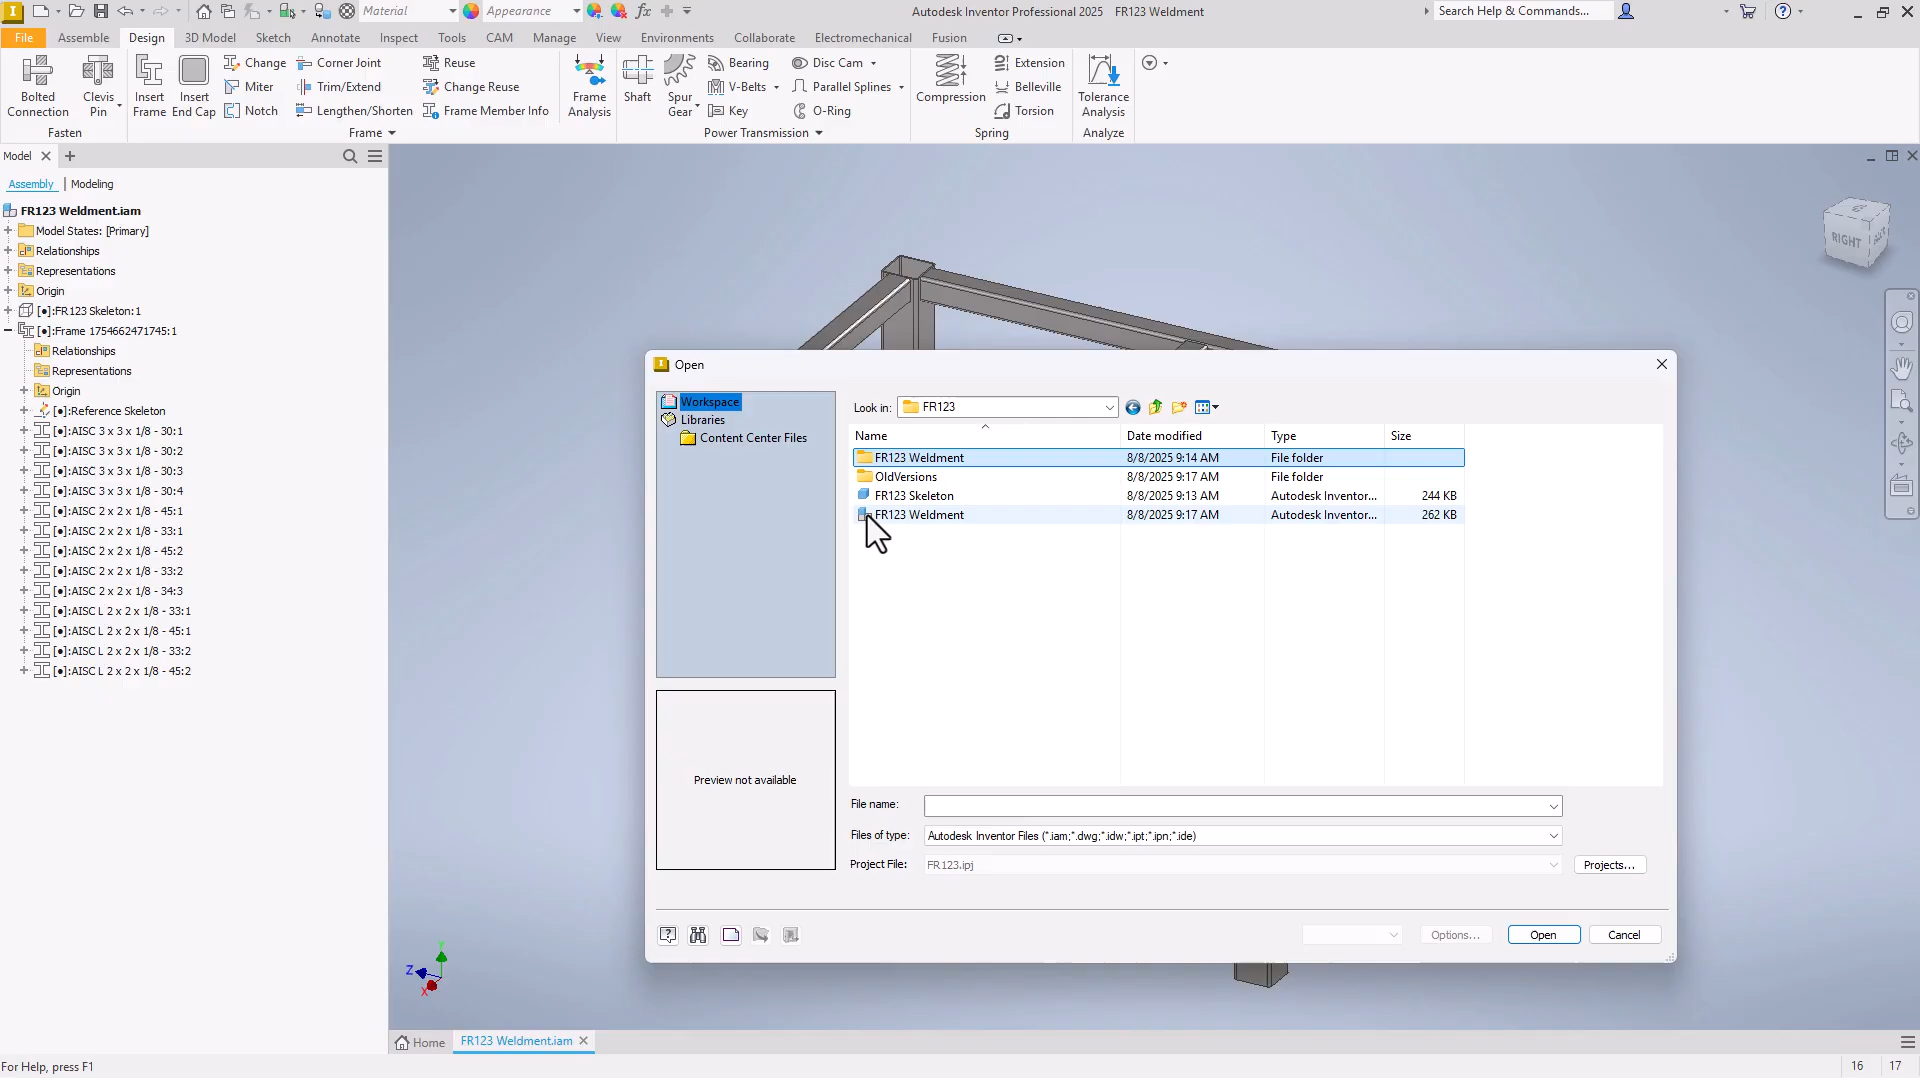 Material
Appearance
Autodesk Inventor Professional 2025 FR123 Weldment
Search Help & Commands...
File Assemble Design 3D Model Sketch Annotate Inspect Tools CAM Manage View Environments Collaborate Automate Electromechanical Fusion
Bolted Connection
Clevis Pin
Fasten
Insert Frame
Insert End Cap
Change
Miter
Notch
Corner Joint
Trim/Extend
Lengthen/Shorten
Reuse
Change Reuse
Frame Member Info
Frame
Frame Analysis
Shaft
Spur Gear
Bearing
V-Belts
Key
Disc Cam
Parallel Splines
O-Ring
Power Transmission
Compression
Extension
Belleville
Torsion
Spring
Tolerance Analysis
Analyze
Model
Assembly Modeling
FR123 Weldment.iam
Model States: [Primary]
Relationships
Representations
Origin
[●]:FR123 Skeleton:1
[●]:Frame 1754662471745:1
Relationships
Representations
Origin
[●]:Reference Skeleton
[●]:AISC 3 x 3 x 1/8 - 30:1
[●]:AISC 3 x 3 x 1/8 - 30:2
[●]:AISC 3 x 3 x 1/8 - 30:3
[●]:AISC 3 x 3 x 1/8 - 30:4
[●]:AISC 2 x 2 x 1/8 - 45:1
[●]:AISC 2 x 2 x 1/8 - 33:1
[●]:AISC 2 x 2 x 1/8 - 45:2
[●]:AISC 2 x 2 x 1/8 - 33:2
[●]:AISC 2 x 2 x 1/8 - 34:3
[●]:AISC L 2 x 2 x 1/8 - 33:1
[●]:AISC L 2 x 2 x 1/8 - 45:1
[●]:AISC L 2 x 2 x 1/8 - 33:2
[●]:AISC L 2 x 2 x 1/8 - 45:2
RIGHT
Open
Workspace
Libraries
Content Center Files
Look in: FR123
Name Date modified Type Size
FR123 Weldment 8/8/2025 9:14 AM File folder
OldVersions 8/8/2025 9:17 AM File folder
FR123 Skeleton 8/8/2025 9:13 AM Autodesk Inventor... 244 KB
FR123 Weldment 8/8/2025 9:17 AM Autodesk Inventor... 262 KB
Preview not available
File name:
Files of type: Autodesk Inventor Files (*.iam;*.dwg;*.idw;*.ipt;*.ipn;*.ide)
Project File: FR123.ipj Projects...
Options... Open Cancel
Y
Z
X
Home FR123 Weldment.iam
For Help, press F1
16 17